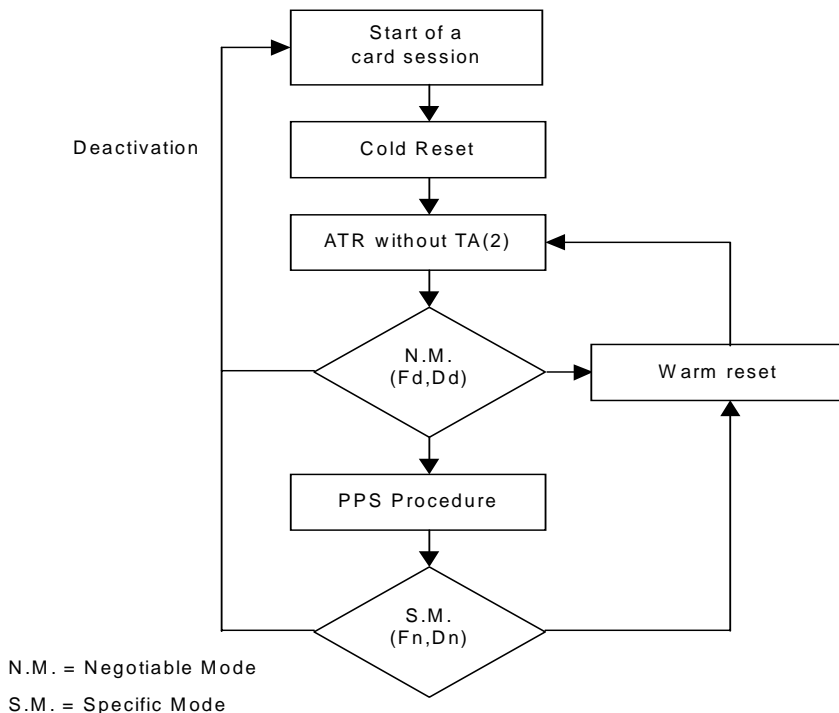 Start of a
card session
Deactivation
Cold Reset
ATR without TA(2)
N.M.
(Fd,Dd)
Warm reset
PPS Procedure
S.M.
(Fn,Dn)
N.M. = Negotiable Mode
S.M. = Specific Mode